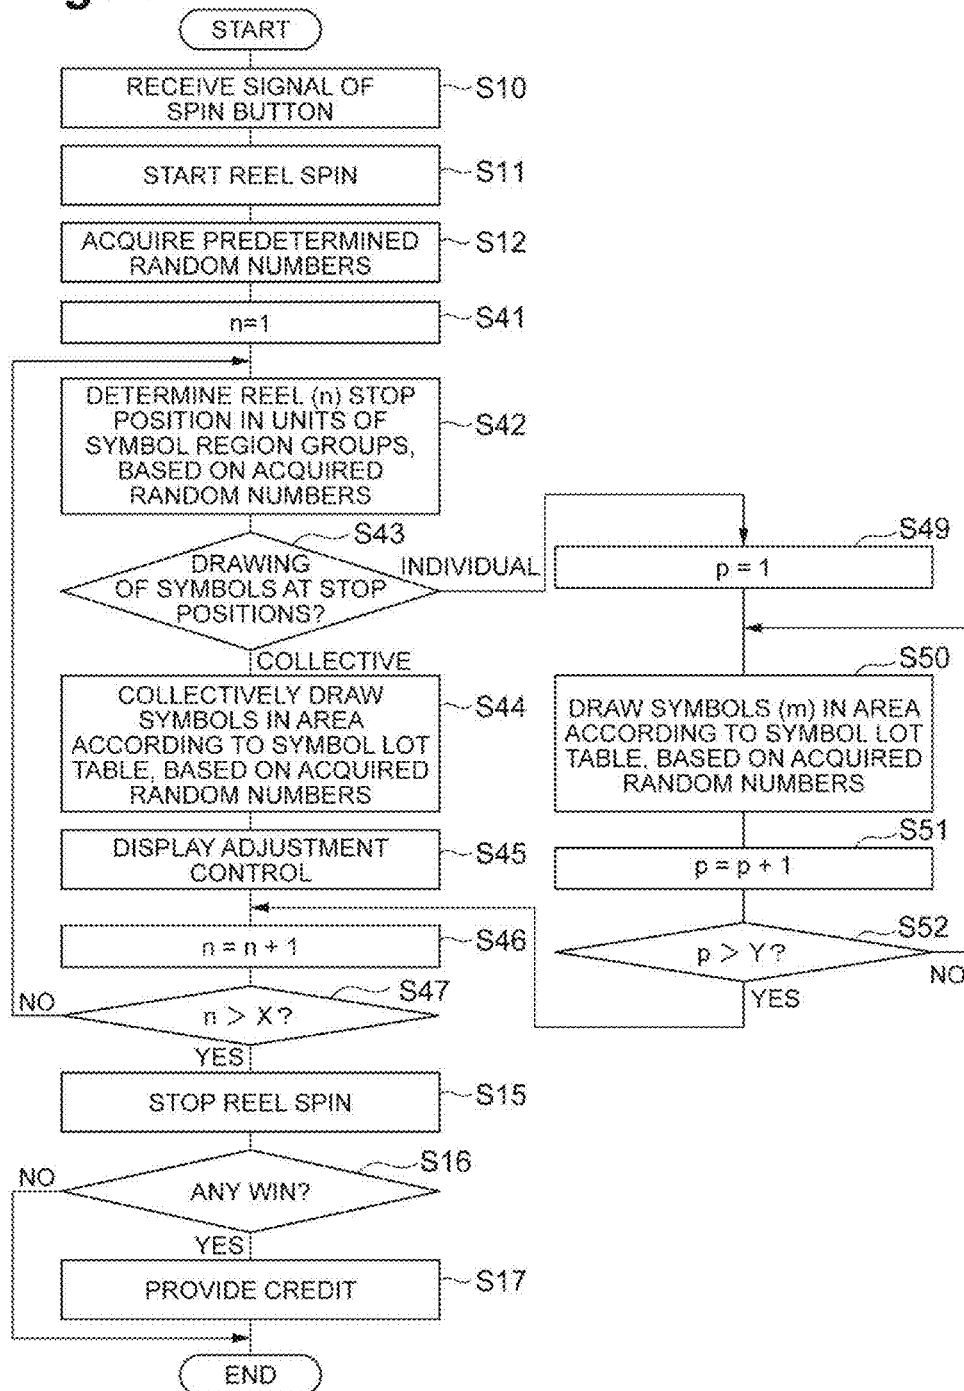 START
RECEIVE SIGNAL OF
SPIN BUTTON
S10
START REEL SPIN
S11
ACQUIRE PREDETERMINED
RANDOM NUMBERS
S12
n=1
S41
DETERMINE REEL (n) STOP
POSITION IN UNITS OF
SYMBOL REGION GROUPS,
BASED ON ACQUIRED
RANDOM NUMBERS
S42
S43
DRAWING
OF SYMBOLS AT STOP
POSITIONS?
INDIVIDUAL
COLLECTIVE
COLLECTIVELY DRAW
SYMBOLS IN AREA
ACCORDING TO SYMBOL LOT
TABLE, BASED ON ACQUIRED
RANDOM NUMBERS
S44
DISPLAY ADJUSTMENT
CONTROL
S45
n = n + 1
S46
S47
n > X?
NO
YES
STOP REEL SPIN
S15
S16
ANY WIN?
NO
YES
PROVIDE CREDIT
S17
END
S49
p = 1
S50
DRAW SYMBOLS (m) IN AREA
ACCORDING TO SYMBOL LOT
TABLE, BASED ON ACQUIRED
RANDOM NUMBERS
S51
p = p + 1
S52
p > Y?
NO
YES